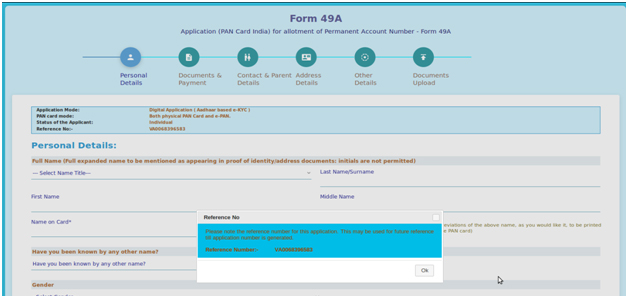 Form 49A
Application (PAN Card India) for allotment of Permanent Account Number - Form 49A
Personal Details
Documents & Payment
Contact & Parent Details
Address Details
Other Details
Documents Upload
Application Mode: Digital Application ( Aadhaar based e-KYC )
PAN card mode: Both physical PAN Card and e-PAN.
Status of the Applicant: Individual
Reference No:-
Personal Details:
Full Name (Full expanded name to be mentioned as appearing in proof of identity/address documents: initials are not permitted)
--- Select Name Title---
Last Name/Surname
First Name
Middle Name
Name on Card*
eviations of the above name, as you would like it, to be printed
PAN card)
Reference No
Please note the reference number for this application. This may be used for future reference
till application number is generated.
Reference Number:-
Ok
Have you been known by any other name?
Have you been known by any other name?
Gender